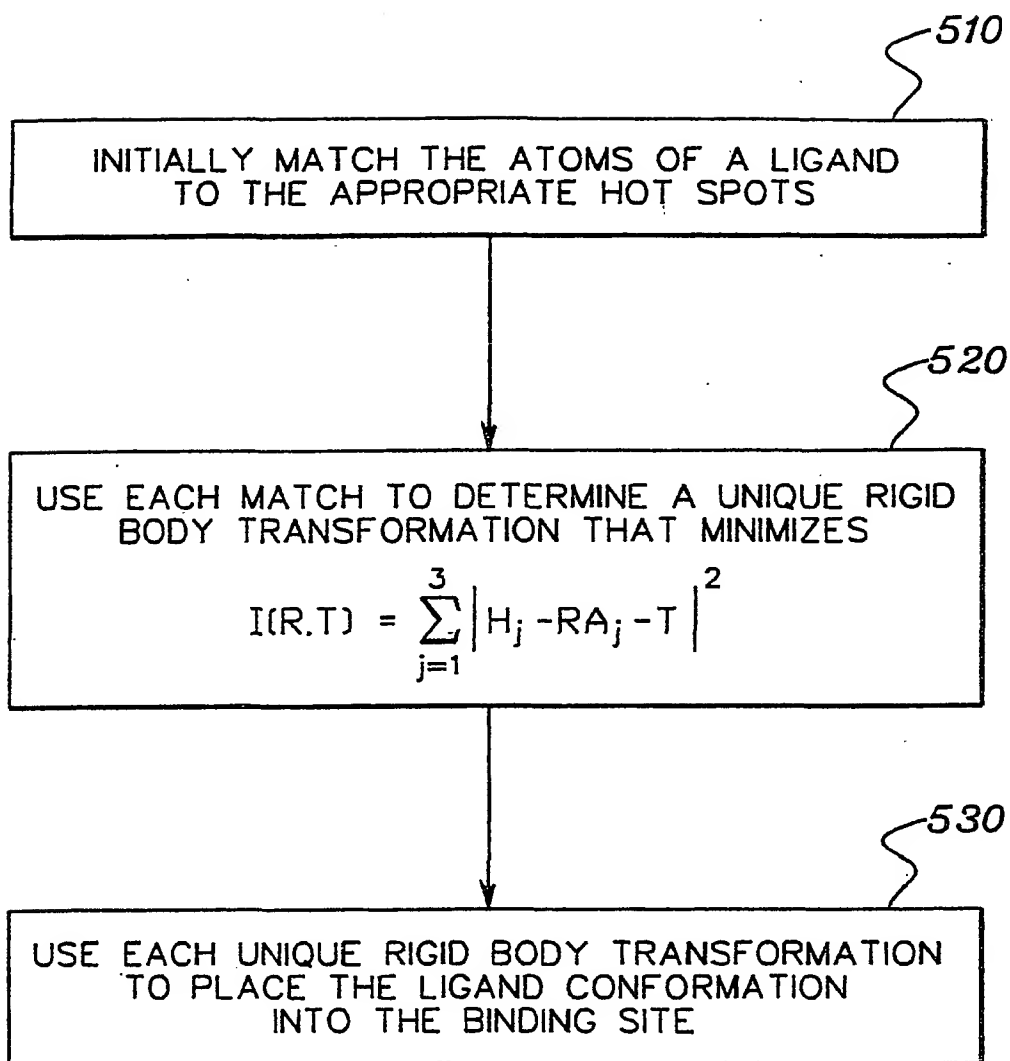 510
INITIALLY MATCH THE ATOMS OF A LIGAND
TO THE APPROPRIATE HOT SPOTS
520
USE EACH MATCH TO DETERMINE A UNIQUE RIGID
BODY TRANSFORMATION THAT MINIMIZES
I(R.T) = \sum_{j=1}^{3} | H_j -RA_j -T |^2
530
USE EACH UNIQUE RIGID BODY TRANSFORMATION
TO PLACE THE LIGAND CONFORMATION
INTO THE BINDING SITE